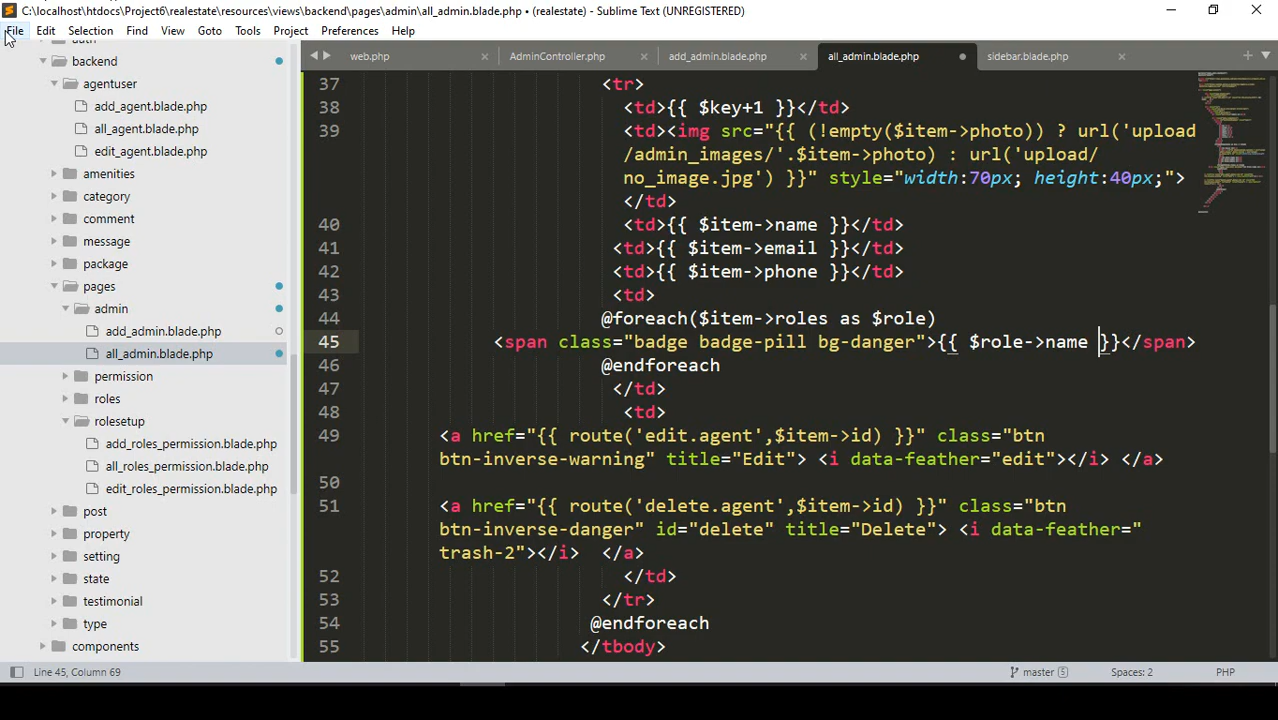 C:\localhost\htdocs\Project6\realestate\resources\views\backend\pages\admin\all_admin.blade.php • (realestate) - Sublime Text (UNREGISTERED)
File Edit Selection Find View Goto Tools Project Preferences Help
web.php AdminController.php add_admin.blade.php all_admin.blade.php sidebar.blade.php
backend
agentuser
add_agent.blade.php
all_agent.blade.php
edit_agent.blade.php
amenities
category
comment
message
package
pages
admin
add_admin.blade.php
all_admin.blade.php
permission
roles
rolesetup
add_roles_permission.blade.php
all_roles_permission.blade.php
edit_roles_permission.blade.php
post
property
setting
state
testimonial
type
components
37 <tr>
38 <td>{{ $key+1 }}</td>
39 <td><img src="{{ (!empty($item->photo)) ? url('upload
/admin_images/'.$item->photo) : url('upload/
no_image.jpg') }}" style="width:70px; height:40px;">
</td>
40 <td>{{ $item->name }}</td>
41 <td>{{ $item->email }}</td>
42 <td>{{ $item->phone }}</td>
43 <td>
44 @foreach($item->roles as $role)
45 <span class="badge badge-pill bg-danger">{{ $role->name }}</span>
46 @endforeach
47 </td>
48 <td>
49 <a href="{{ route('edit.agent',$item->id) }}" class="btn
btn-inverse-warning" title="Edit"> <i data-feather="edit"></i> </a>
50
51 <a href="{{ route('delete.agent',$item->id) }}" class="btn
btn-inverse-danger" id="delete" title="Delete"> <i data-feather="
trash-2"></i>  </a>
52 </td>
53 </tr>
54 @endforeach
55 </tbody>
Line 45, Column 69 master 5 Spaces: 2 PHP